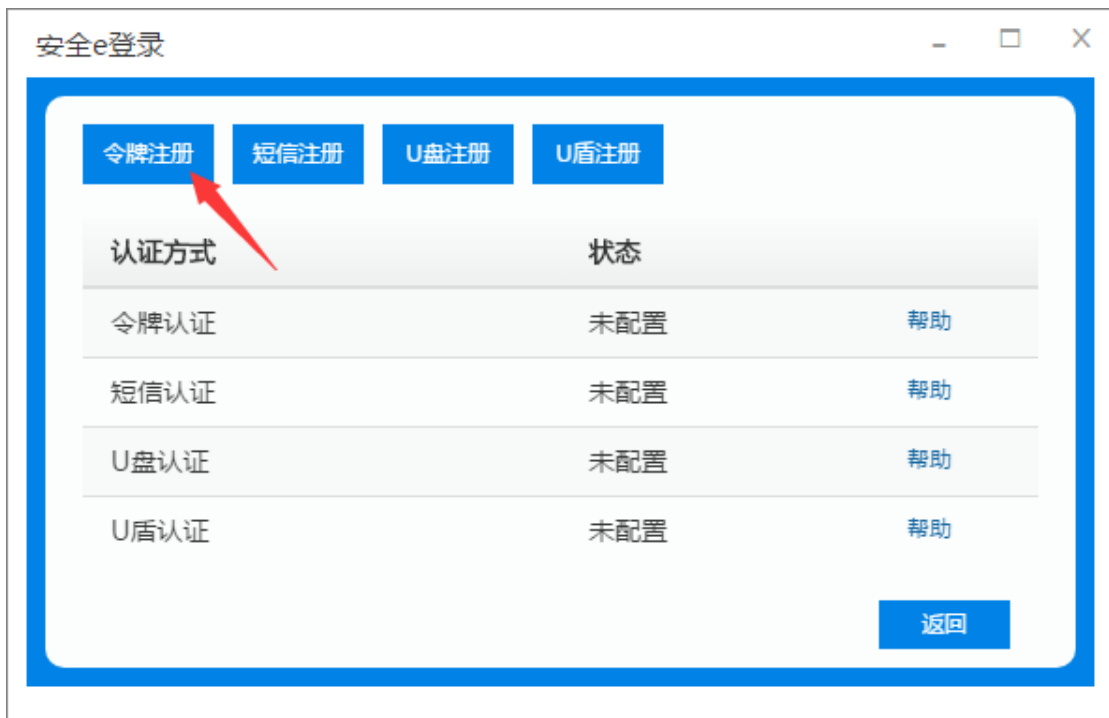 安全e登录
令牌注册 短信注册 U盘注册 U盾注册
认证方式 状态
令牌认证 未配置 帮助
短信认证 未配置 帮助
U盘认证 未配置 帮助
U盾认证 未配置 帮助
返回